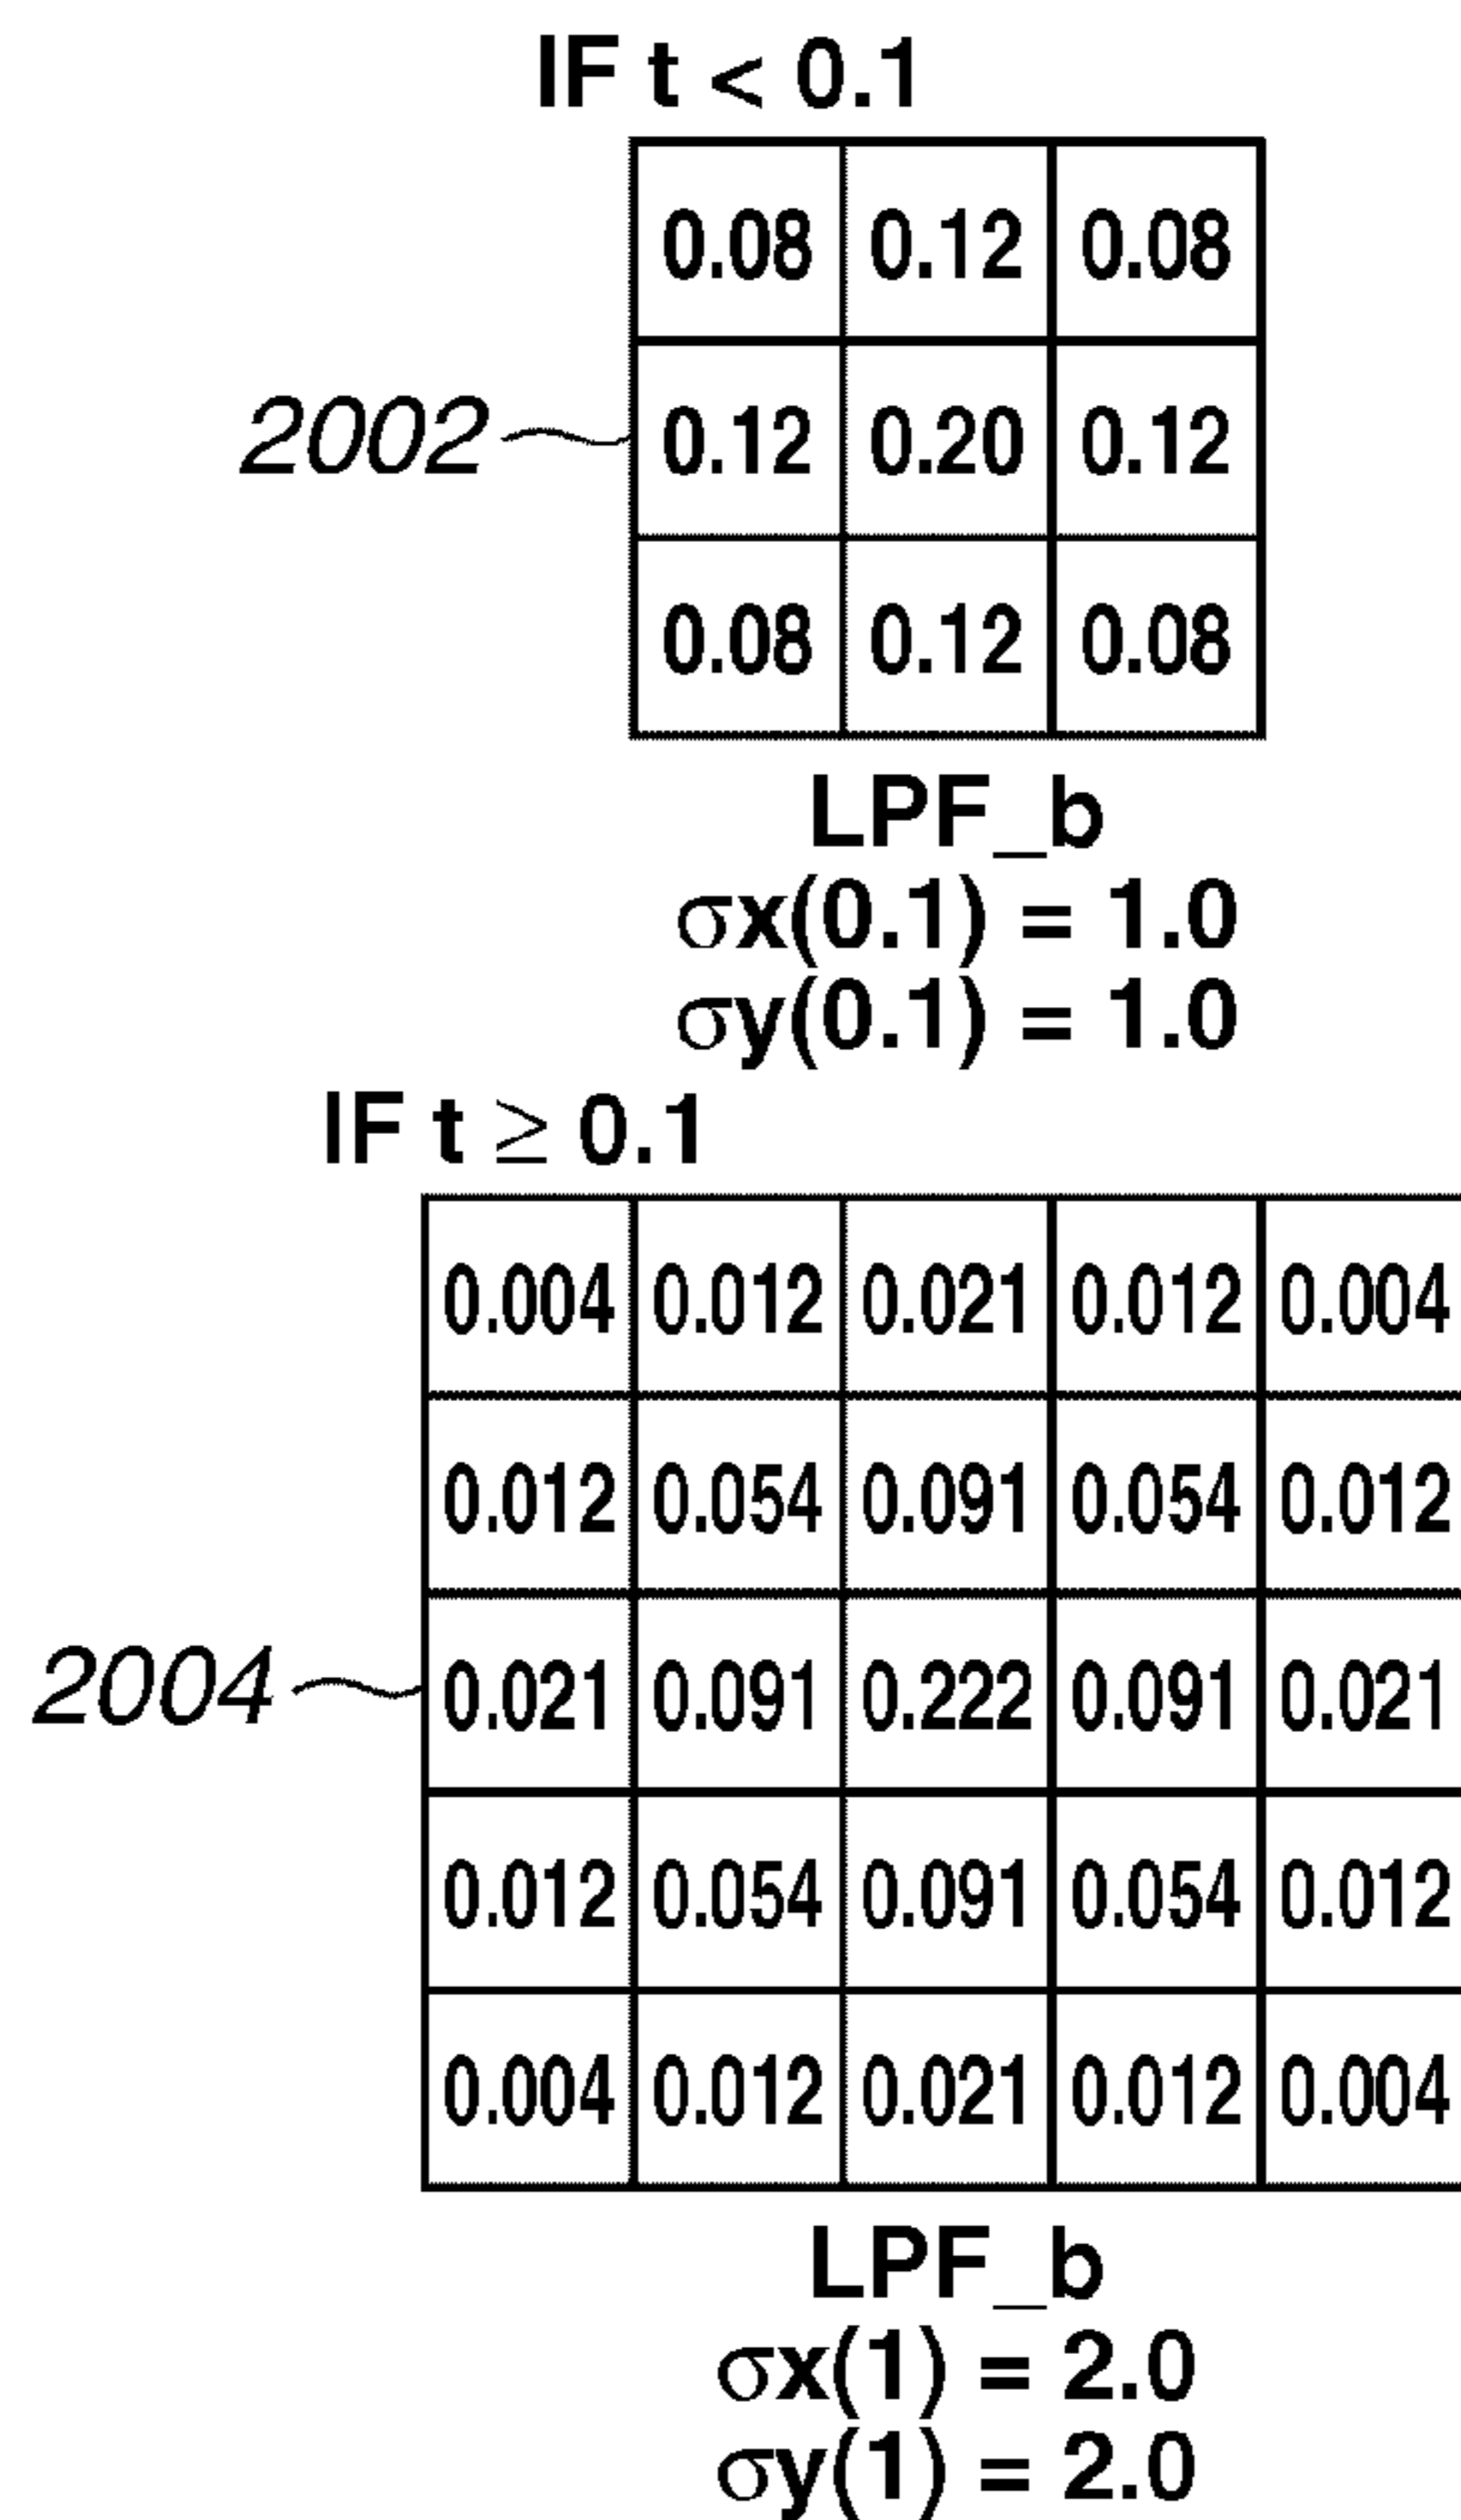 IF t < 0.1
0.08 0.12 0.08
2002 0.12 0.20 0.12
0.08 0.12 0.08
LPF_b
σx(0.1) = 1.0
σy(0.1) = 1.0
IF t ≥ 0.1
0.004 0.012 0.021 0.012 0.004
0.012 0.054 0.091 0.054 0.012
2004 0.021 0.091 0.222 0.091 0.021
0.012 0.054 0.091 0.054 0.012
0.004 0.012 0.021 0.012 0.004
LPF_b
σx(1) = 2.0
σy(1) = 2.0